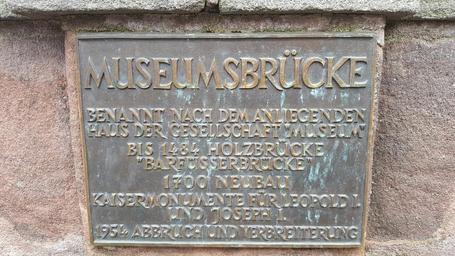 MUSEUMSBRÜCKE
BENANNT NACH DEM ANLIEGENDEN
HAUS DER GESELLSCHAFT "MUSEUM"
BIS 1484 HOLZBRÜCKE
"BARFÜSSERBRÜCKE"
1700 NEUBAU
KAISERMONUMENTE FÜR LEOPOLD I.
UND JOSEPH I.
1954 ABBRUCH UND VERBREITERUNG